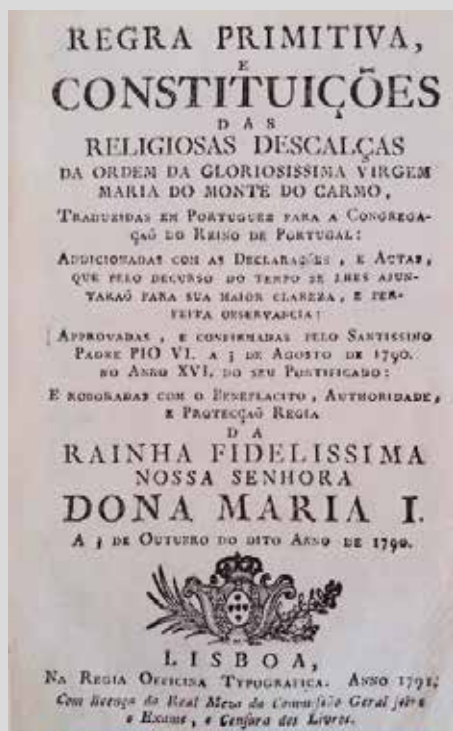 REGRA PRIMITIVA,
E
CONSTITUIÇÕES
DAS
RELIGIOSAS DESCALÇAS
DA ORDEM DA GLORIOSISSIMA VIRGEM
MARIA DO MONTE DO CARMO,
TRADUZIDAS EM PORTUGUEZ PARA A CONGREGA-
ÇAÕ DO REINO DE PORTUGAL:
ADDICIONADAS COM AS DECLARAÇÕES, E ACTAS,
QUE PELO DECURSO DO TEMPO SE LHES AJUN-
TARAÕ PARA SUA MAIOR CLAREZA, E PER-
FEITA OBSERVANCIA:
APPROVADAS, E CONFIRMADAS PELO SANTISSIMO
PADRE PIO VI. A DE AGOSTO DE 1790.
NO ANNO XVI. DO SEU PONTIFICADO:
E ROBORADAS COM O BENEPLACITO, AUTHORIDADE,
E PROTECÇAÕ REGIA
DA
RAINHA FIDELISSIMA
NOSSA SENHORA
DONA MARIA I.
A DE OUTUBRO DO DITO ANNO DE 1790.
LISBOA,
NA REGIA OFFICINA TYPOGRAFICA. ANNO 1791.
Com licença da Real Meza da Commissão Geral sobre
o Exame, e Censura dos Livros.